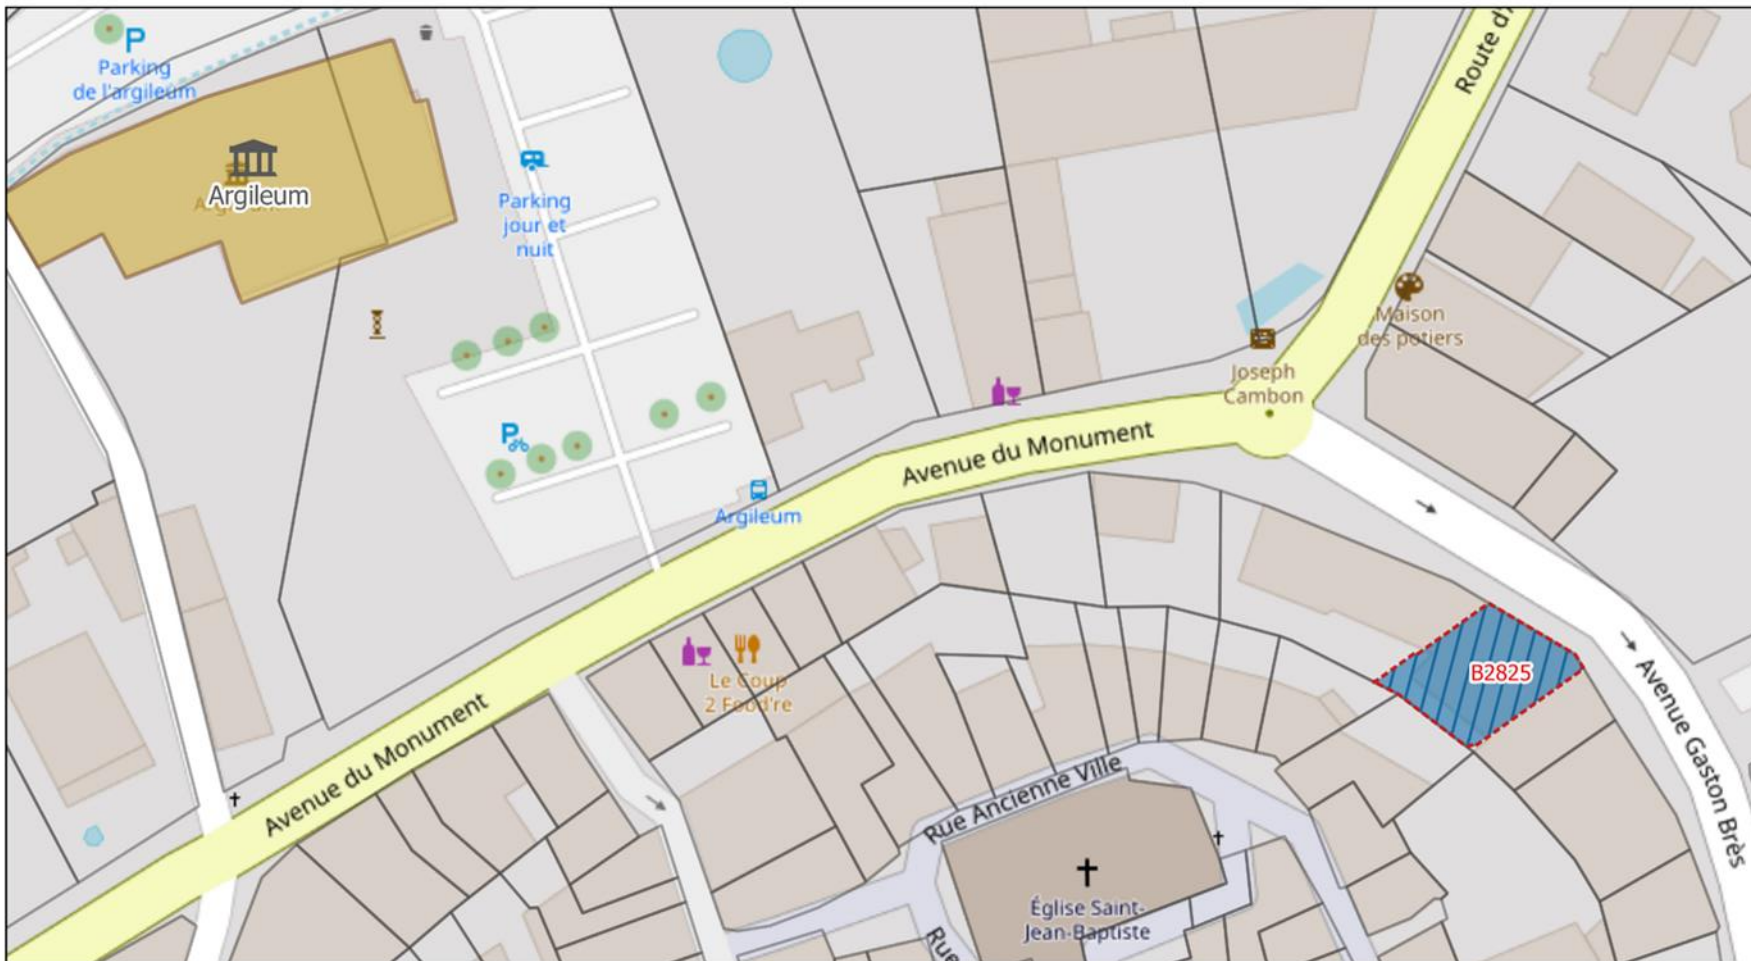 Route d'
P
Parking
de l'argileum
Argileum
Parking
jour et
nuit
Maison
des potiers
Joseph
Cambon
P
Avenue du Monument
Argileum
Le Coup
2 Food're
B2825
Avenue du Monument
Avenue Gaston Brès
Rue Ancienne Ville
Église Saint-
Jean-Baptiste
Rue